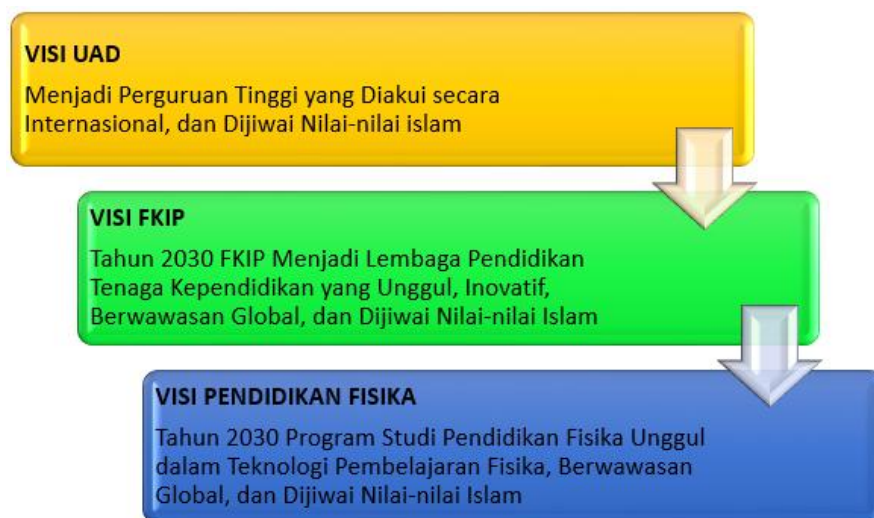 VISI UAD
Menjadi Perguruan Tinggi yang Diakui secara
Internasional, dan Dijiwai Nilai-nilai islam
VISI FKIP
Tahun 2030 FKIP Menjadi Lembaga Pendidikan
Tenaga Kependidikan yang Unggul, Inovatif,
Berwawasan Global, dan Dijiwai Nilai-nilai Islam
VISI PENDIDIKAN FISIKA
Tahun 2030 Program Studi Pendidikan Fisika Unggul
dalam Teknologi Pembelajaran Fisika, Berwawasan
Global, dan Dijiwai Nilai-nilai Islam